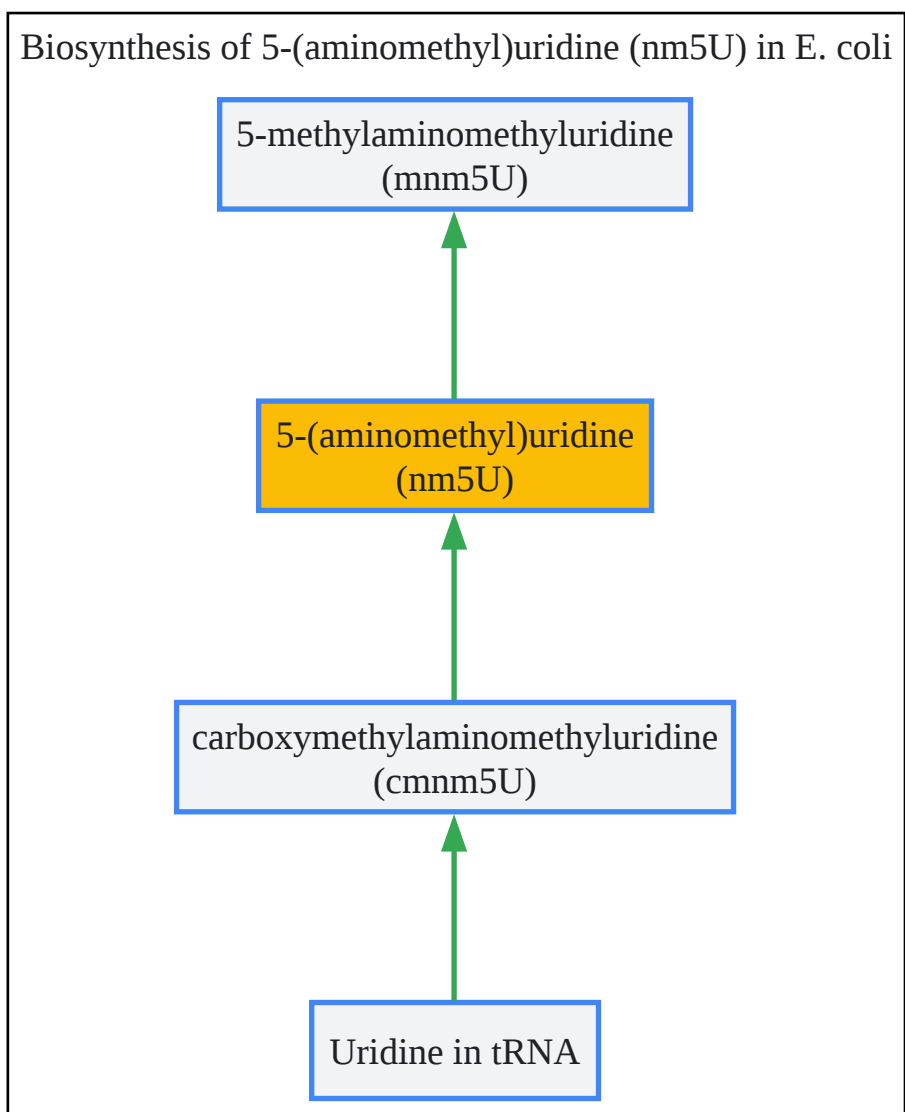 Biosynthesis of 5-(aminomethyl)uridine (nm5U) in E. coli
5-methylaminomethyluridine
(mnm5U)
5-(aminomethyl)uridine
(nm5U)
carboxymethylaminomethyluridine
(cmnm5U)
Uridine in tRNA